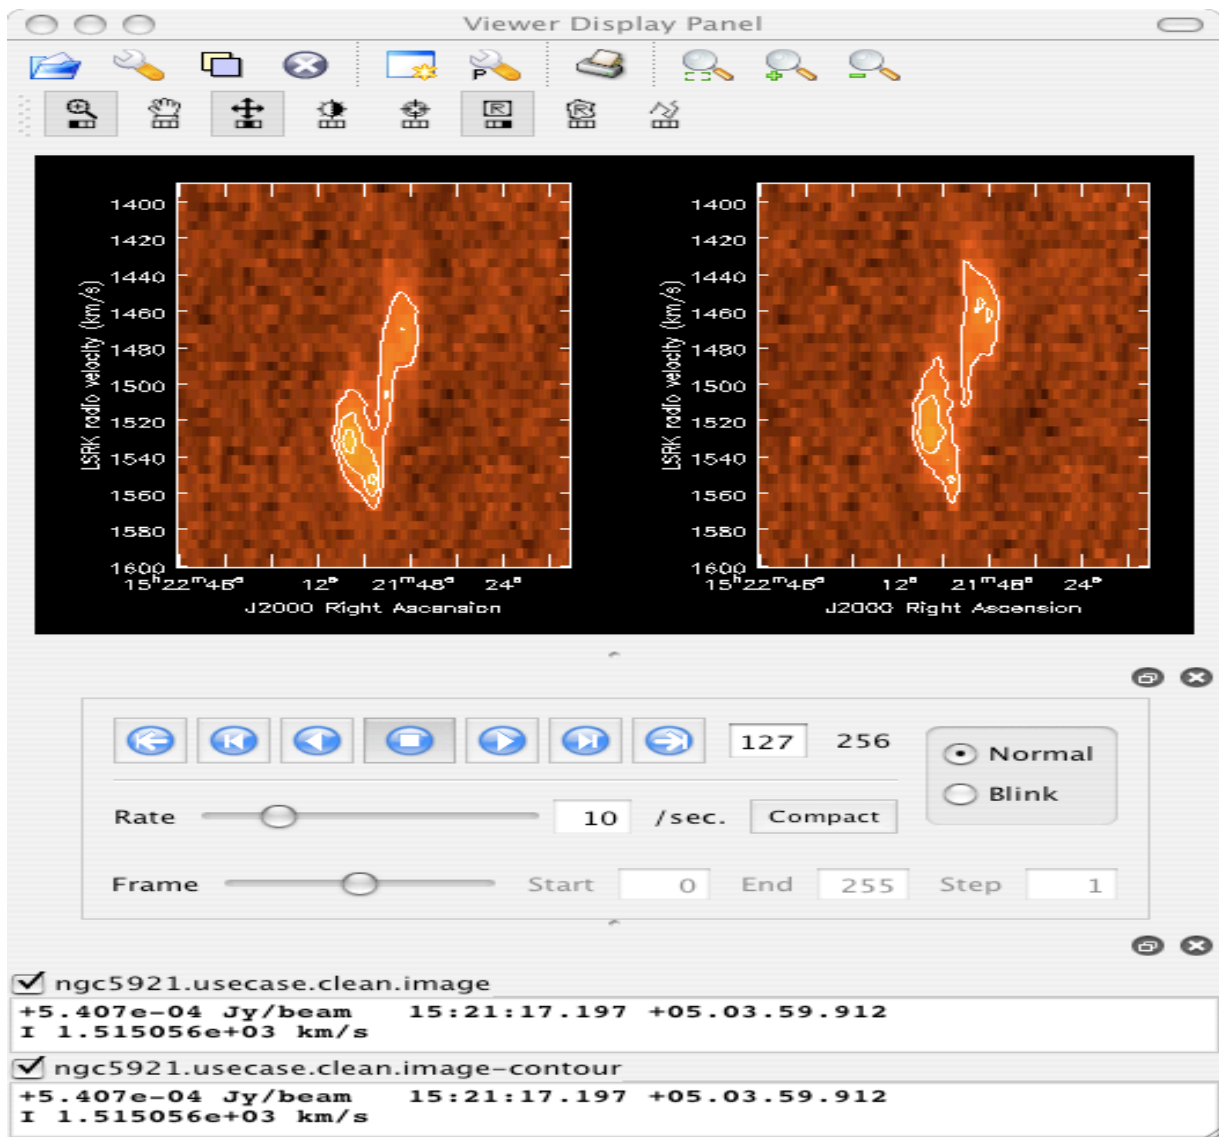 Viewer Display Panel
P
R
R
1400
1420
1440
1460
1480
1500
1520
1540
1560
1580
1600
LSRK radio velocity (km/s)
15h22m48s 12s 21m48s 24s
J2000 Right Ascension
1400
1420
1440
1460
1480
1500
1520
1540
1560
1580
1600
LSRK radio velocity (km/s)
15h22m48s 12s 21m48s 24s
J2000 Right Ascension
127 256
Normal
Blink
Rate 10 /sec. Compact
Frame Start 0 End 255 Step 1
ngc5921.usecase.clean.image
+5.407e-04 Jy/beam 15:21:17.197 +05.03.59.912
I 1.515056e+03 km/s
ngc5921.usecase.clean.image-contour
+5.407e-04 Jy/beam 15:21:17.197 +05.03.59.912
I 1.515056e+03 km/s